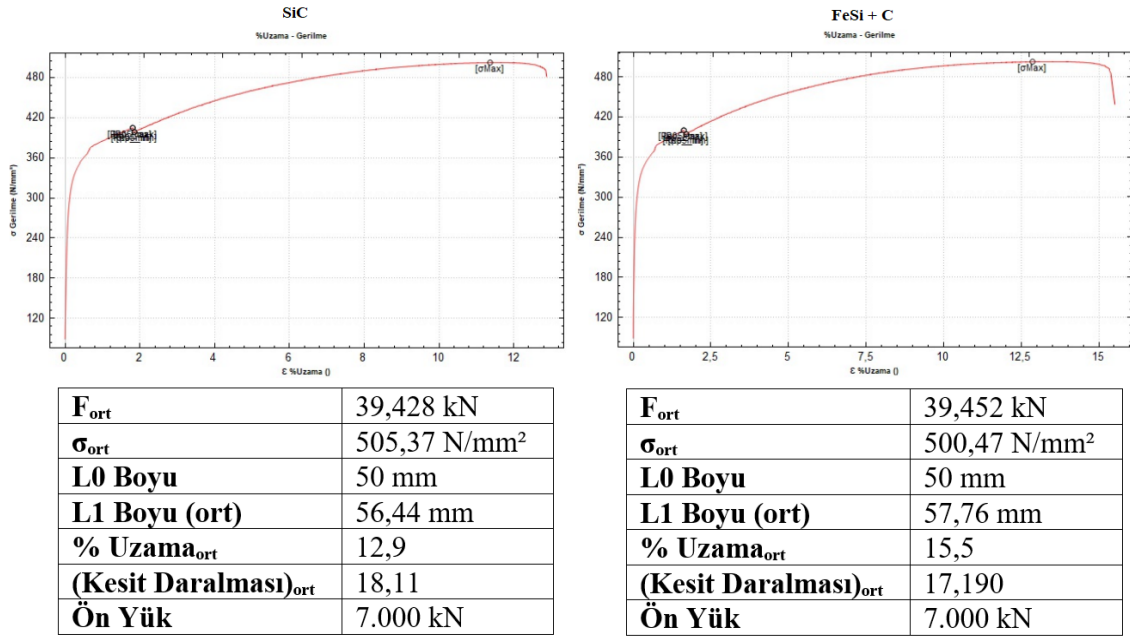 SiC
%Uzama - Gerilme
σ Gerilme (N/mm²)
480
420
360
300
240
180
120
[σMax]
0
2
4
6
8
10
12
Ɛ %Uzama ()
Fort 39,428 kN
σort 505,37 N/mm²
L0 Boyu 50 mm
L1 Boyu (ort) 56,44 mm
% Uzamaort 12,9
(Kesit Daralması)ort 18,11
Ön Yük 7.000 kN
FeSi + C
%Uzama - Gerilme
σ Gerilme (N/mm²)
480
420
360
300
240
180
120
[σMax]
0
2,5
5
7,5
10
12,5
15
Ɛ %Uzama ()
Fort 39,452 kN
σort 500,47 N/mm²
L0 Boyu 50 mm
L1 Boyu (ort) 57,76 mm
% Uzamaort 15,5
(Kesit Daralması)ort 17,190
Ön Yük 7.000 kN